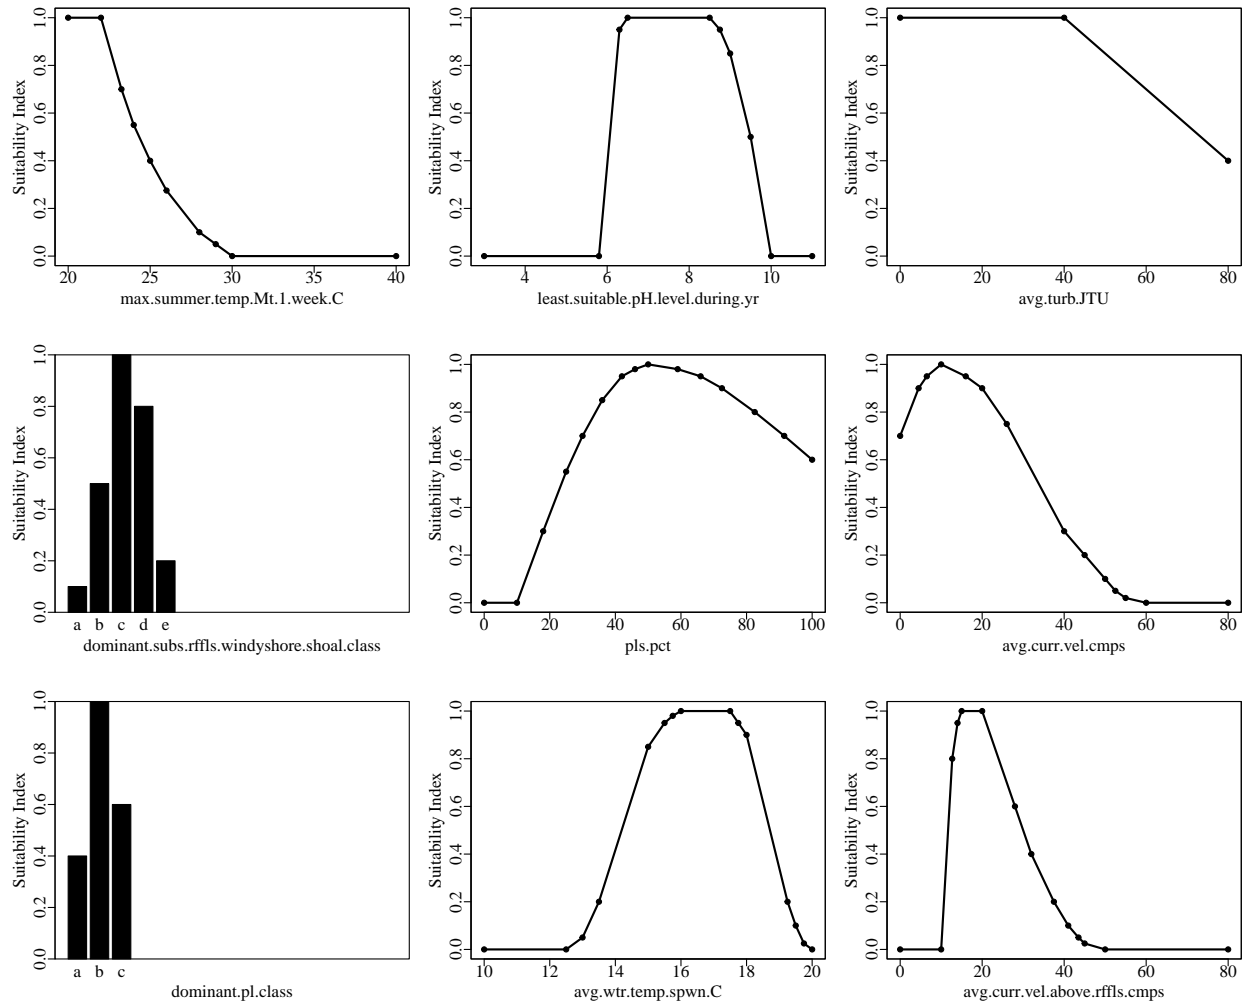 Suitability Index
0.0 0.2 0.4 0.6 0.8 1.0
20 25 30 35 40
max.summer.temp.Mt.1.week.C
Suitability Index
0.0 0.2 0.4 0.6 0.8 1.0
4 6 8 10
least.suitable.pH.level.during.yr
Suitability Index
0.0 0.2 0.4 0.6 0.8 1.0
0 20 40 60 80
avg.turb.JTU
Suitability Index
0.0 0.2 0.4 0.6 0.8 1.0
a b c d e
dominant.subs.rffls.windyshore.shoal.class
Suitability Index
0.0 0.2 0.4 0.6 0.8 1.0
0 20 40 60 80 100
pls.pct
Suitability Index
0.0 0.2 0.4 0.6 0.8 1.0
0 20 40 60 80
avg.curr.vel.cmps
Suitability Index
0.0 0.2 0.4 0.6 0.8 1.0
a b c
dominant.pl.class
Suitability Index
0.0 0.2 0.4 0.6 0.8 1.0
10 12 14 16 18 20
avg.wtr.temp.spwn.C
Suitability Index
0.0 0.2 0.4 0.6 0.8 1.0
0 20 40 60 80
avg.curr.vel.above.rffls.cmps